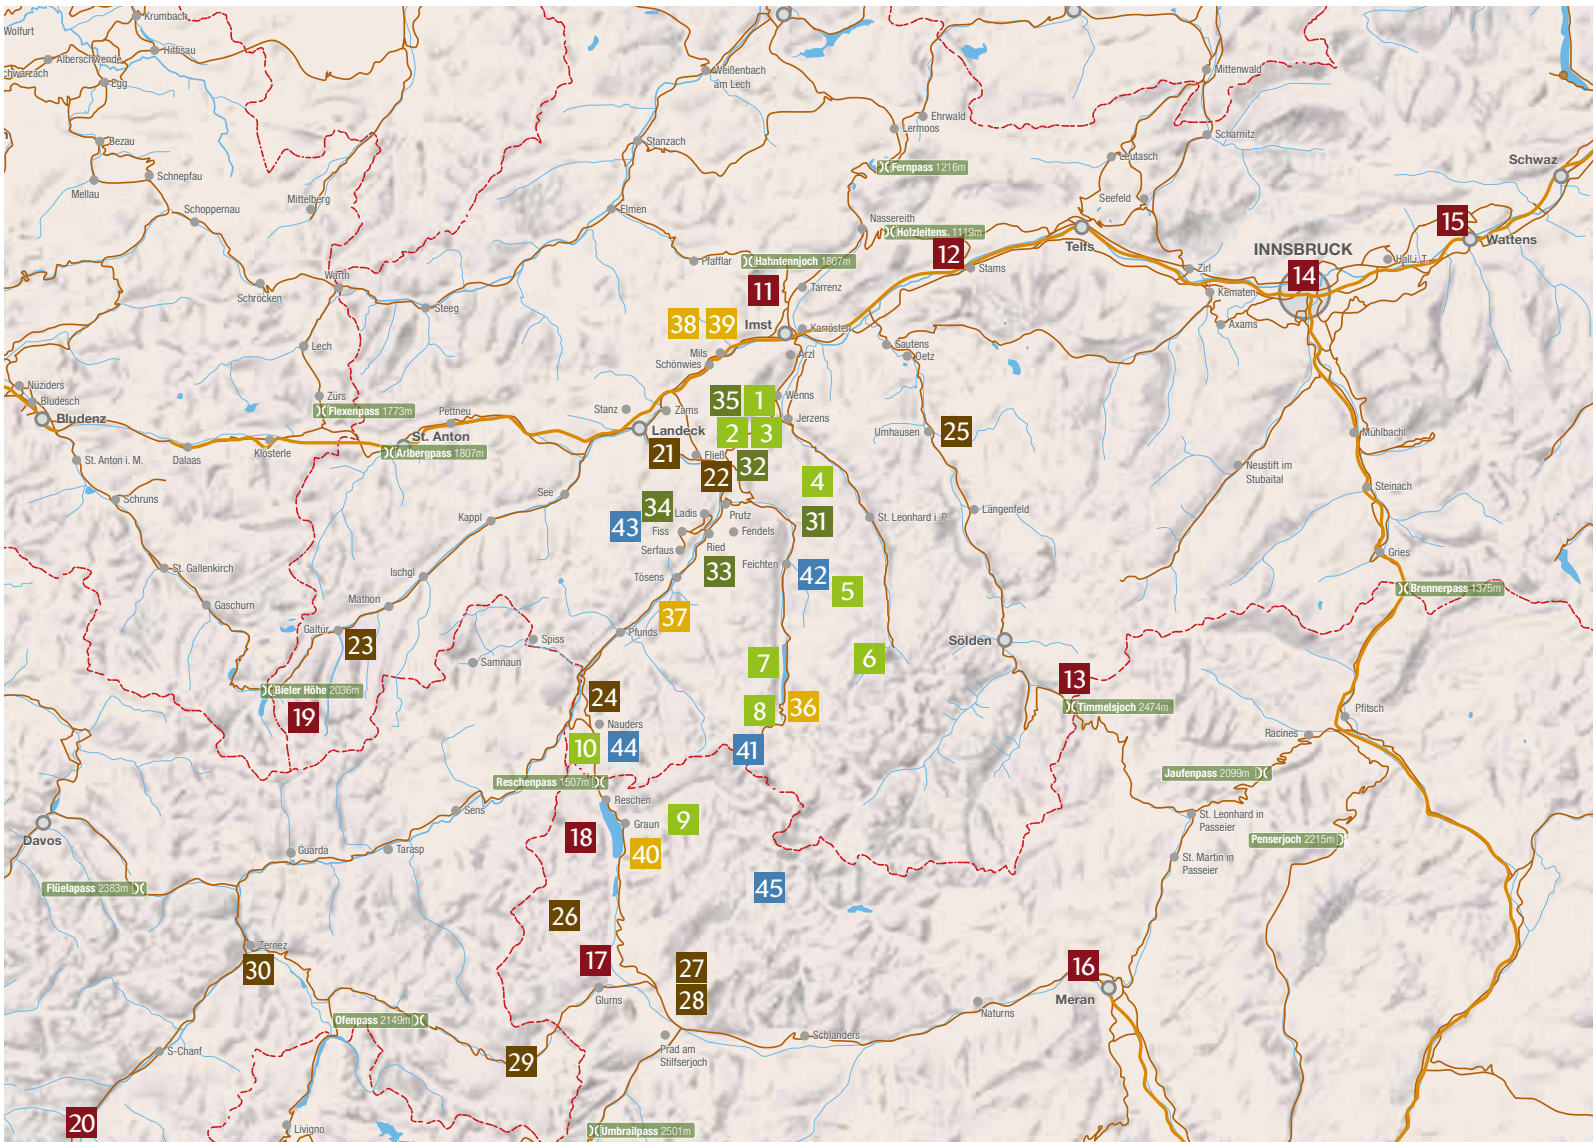 Krumbach
Wolfurt
Hittisau
Alberschwende
chwarzach
Egg
Weißenbach
am Lech
Mittenwald
Ehrwald
Lermoos
Scharnitz
Bezau
Stanzach
Leutasch
Schwaz
Fernpass 1216m
Schnepfau
Mellau
Mittelberg
Seefeld
Schoppernau
Elmen
Nassereith
15
Holzleitens. 1119m
Wattens
Telfs
12
INNSBRUCK
Pfafflar
Hahntennjoch 1807m
Stams
Zirl
Hall i. T.
14
Warth
Schröcken
11
Tarrenz
Kematen
Steeg
38
39
Imst
Karrösten
Axams
Lech
Sautens
Mils
Arzl
Oetz
Schönwies
Nüziders
Bludesch
Zürs
35
1
Wenns
Flexenpass 1773m
Pettneu
Stanz
Zams
Bludenz
Jerzens
Landeck
2
3
Umhausen
25
Mühlbachl
St. Anton
Dalaas
Klösterle
Arlbergpass 1807m
21
Fließ
St. Anton i. M.
32
Neustift im
Stubaital
22
4
Steinach
See
Schruns
34
Ladis
Prutz
Längenfeld
Kappl
43
Fiss
Fendels
31
St. Leonhard i. P.
Ried
Serfaus
Gries
St. Gallenkirch
Ischgl
Tösens
33
Feichten
42
5
Brennerpass 1375m
Mathon
Gaschurn
37
Galtür
Pfunds
23
Spiss
Sölden
Samnaun
7
6
13
Bieler Höhe 2036m
24
8
36
Timmelsjoch 2474m
19
Nauders
Pfitsch
10
44
41
Racines
Reschenpass 1507m
Jaufenpass 2099m
Reschen
Sens
9
St. Leonhard in
Passeier
Graun
Davos
18
Penserjoch 2215m
Guarda
Tarasp
40
St. Martin in
Passeier
Flüelapass 2383m
45
26
Zernez
17
27
16
30
28
Glurns
Meran
Naturns
Ofenpass 2149m
Schlanders
S-Chanf
29
Prad am
Stilfserjoch
20
Livigno
Umbrailpass 2501m